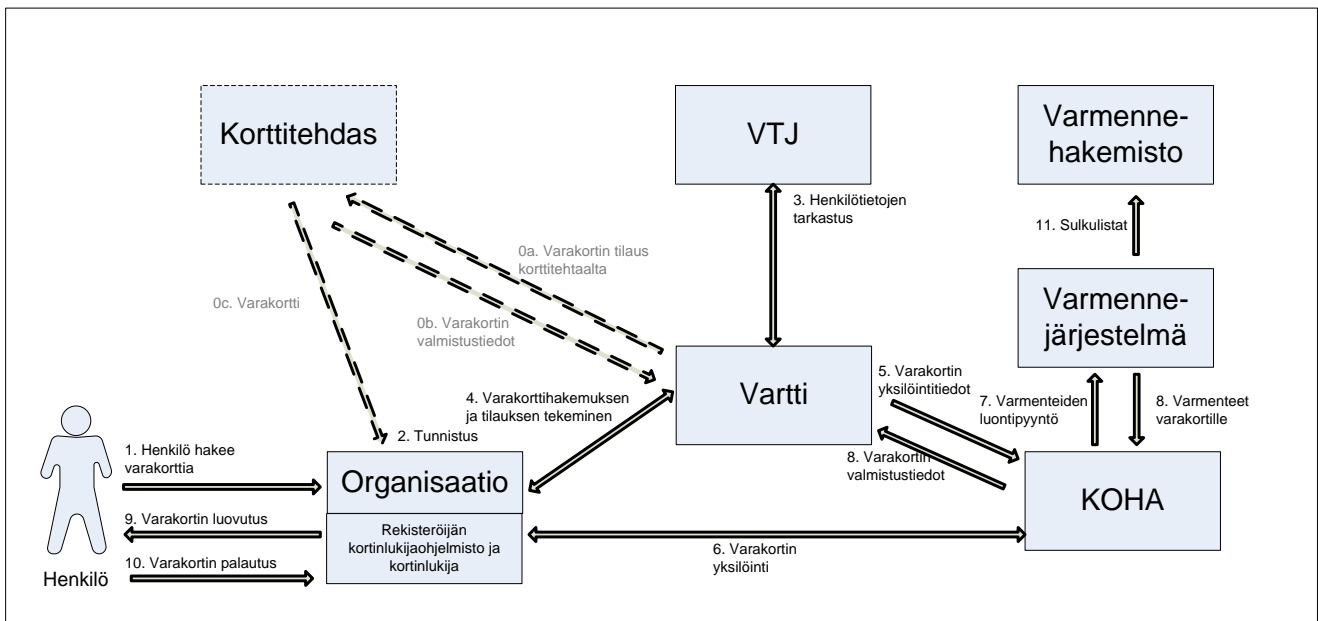 Korttitehdas
VTJ
Varmenne-
hakemisto
3. Henkilötietojen
tarkastus
11. Sulkulistat
0a. Varakortin tilaus
korttitehtaalta
0c. Varakortti
0b. Varakortin
valmistustiedot
Varmenne-
järjestelmä
Vartti
5. Varakortin
yksilöintitiedot
7. Varmenteiden
luontipyyntö
8. Varmenteet
varakortille
4. Varakorttihakemuksen
ja tilauksen tekeminen
2. Tunnistus
1. Henkilö hakee
varakorttia
8. Varakortin
valmistustiedot
Organisaatio
KOHA
9. Varakortin luovutus
Rekisteröijän
kortinlukijaohjelmisto ja
kortinlukija
6. Varakortin
yksilöinti
10. Varakortin palautus
Henkilö